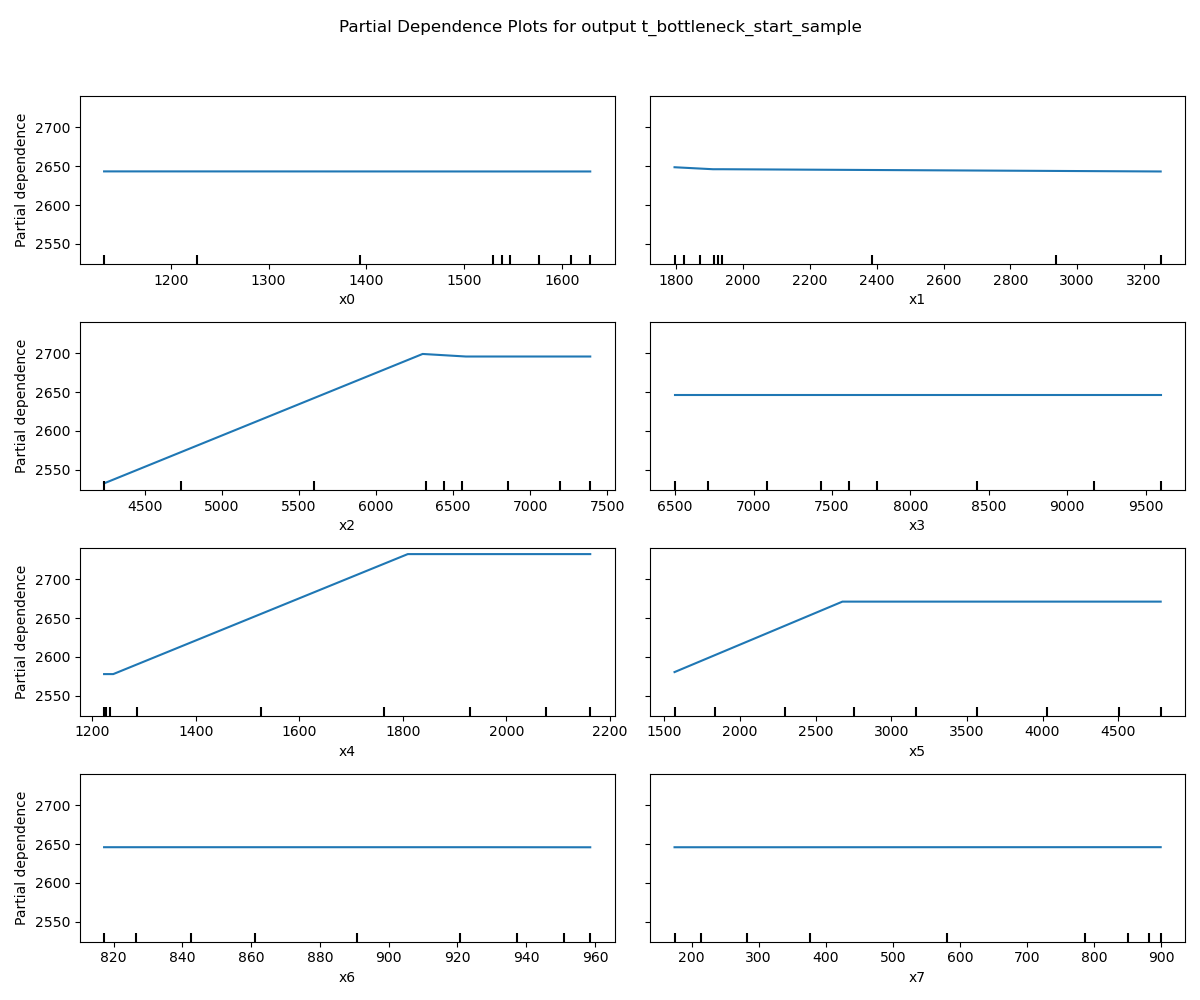 Partial Dependence Plots for output t_bottleneck_start_sample
Partial dependence
2700
2650
2600
2550
1200 1300 1400 1500 1600
x0
1800 2000 2200 2400 2600 2800 3000 3200
x1
Partial dependence
2700
2650
2600
2550
4500 5000 5500 6000 6500 7000 7500
x2
6500 7000 7500 8000 8500 9000 9500
x3
Partial dependence
2700
2650
2600
2550
1200 1400 1600 1800 2000 2200
x4
1500 2000 2500 3000 3500 4000 4500
x5
Partial dependence
2700
2650
2600
2550
820 840 860 880 900 920 940 960
x6
200 300 400 500 600 700 800 900
x7